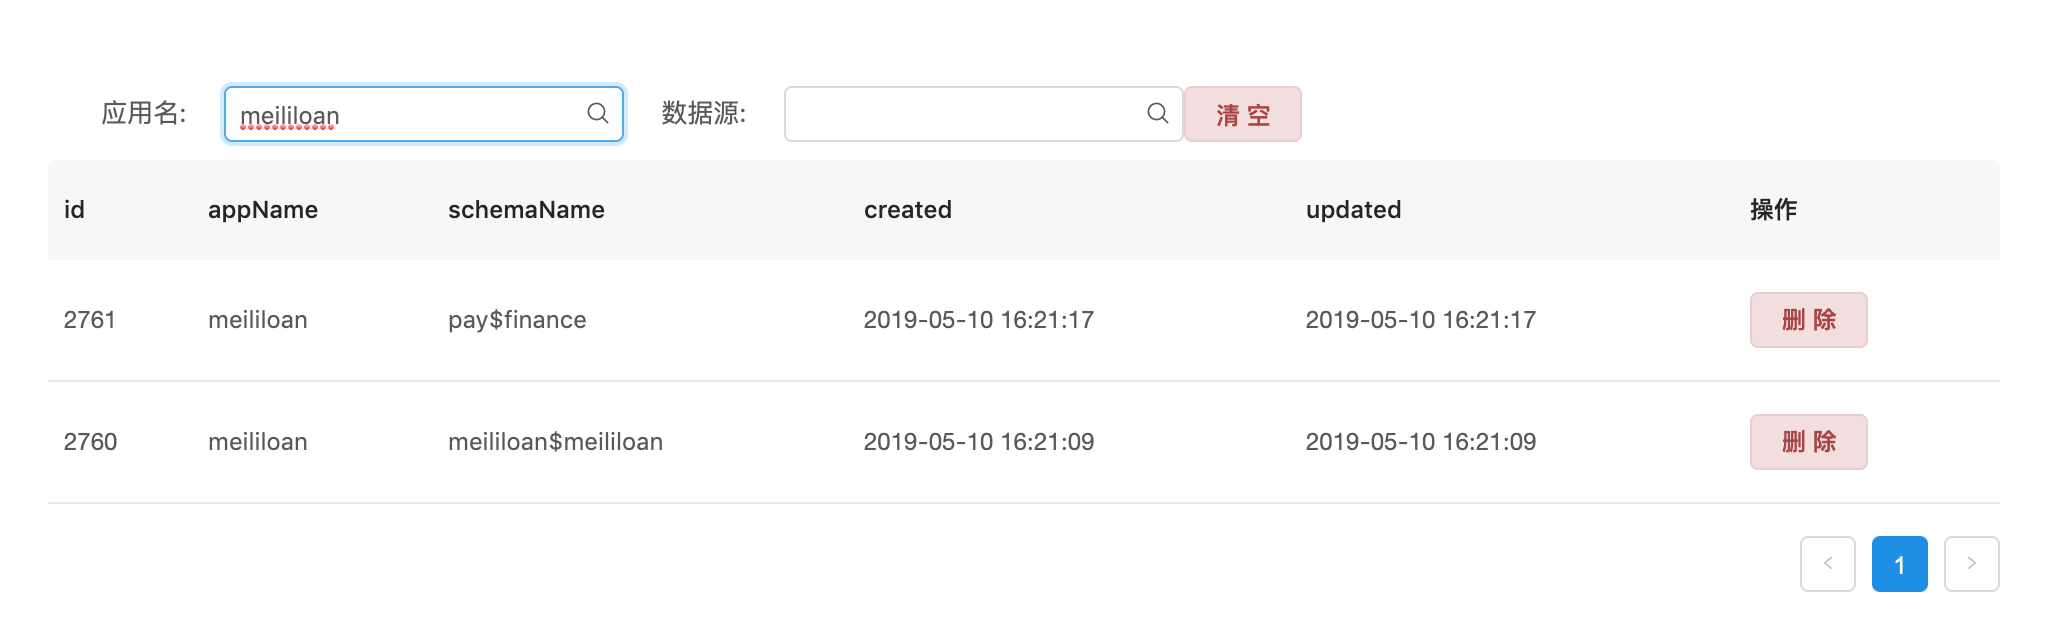 应用名: meililoan 数据源: 清 空
id appName schemaName created updated 操作
2761 meililoan pay$finance 2019-05-10 16:21:17 2019-05-10 16:21:17 删 除
2760 meililoan meililoan$meililoan 2019-05-10 16:21:09 2019-05-10 16:21:09 删 除
< 1 >